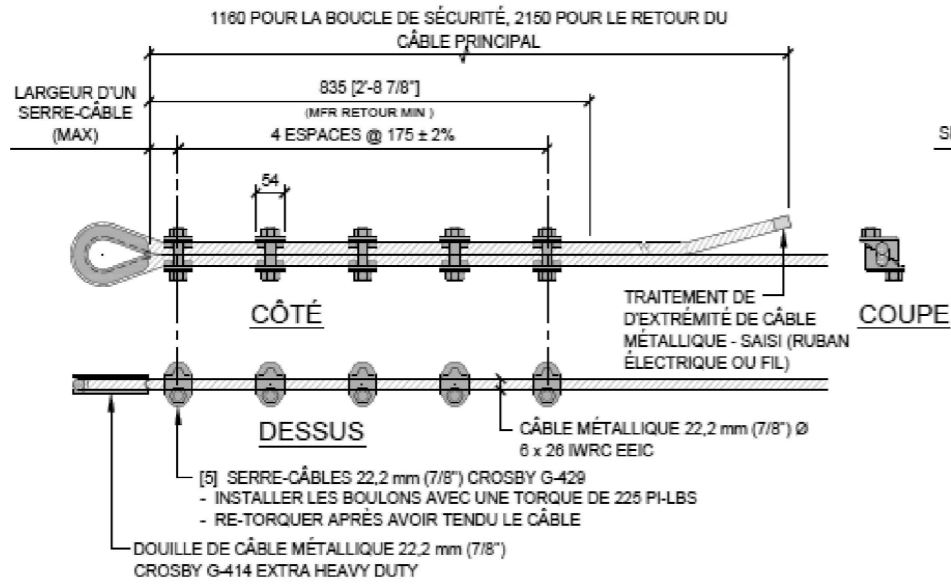 1160 POUR LA BOUCLE DE SÉCURITÉ, 2150 POUR LE RETOUR DU
CÂBLE PRINCIPAL
LARGEUR D'UN
SERRE-CÂBLE
(MAX)
835 [2'-8 7/8"]
(MFR RETOUR MIN )
4 ESPACES @ 175 ± 2%
54
CÔTÉ
TRAITEMENT DE
D'EXTRÉMITÉ DE CÂBLE
MÉTALLIQUE - SAISI (RUBAN
ÉLECTRIQUE OU FIL)
COUPE
DESSUS
CÂBLE MÉTALLIQUE 22,2 mm (7/8") Ø
6 x 26 IWRC EEIC
[5] SERRE-CÂBLES 22,2 mm (7/8") CROSBY G-429
- INSTALLER LES BOULONS AVEC UNE TORQUE DE 225 PI-LBS
- RE-TORQUER APRÈS AVOIR TENDU LE CÂBLE
DOUILLE DE CÂBLE MÉTALLIQUE 22,2 mm (7/8")
CROSBY G-414 EXTRA HEAVY DUTY